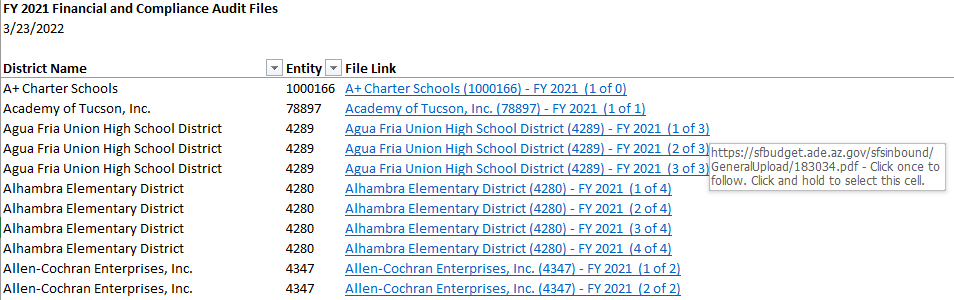 FY 2021 Financial and Compliance Audit Files
3/23/2022
District Name Entity File Link
A+ Charter Schools 1000166 A+ Charter Schools (1000166) - FY 2021 (1 of 0)
Academy of Tucson, Inc. 78897 Academy of Tucson, Inc. (78897) - FY 2021 (1 of 1)
Agua Fria Union High School District 4289 Agua Fria Union High School District (4289) - FY 2021 (1 of 3)
Agua Fria Union High School District 4289 Agua Fria Union High School District (4289) - FY 2021 (2 of 3)
Agua Fria Union High School District 4289 Agua Fria Union High School District (4289) - FY 2021 (3 of 3)
https://sfbudget.ade.az.gov/sfsinbound/
GeneralUpload/183034.pdf - Click once to
follow. Click and hold to select this cell.
Alhambra Elementary District 4280 Alhambra Elementary District (4280) - FY 2021 (1 of 4)
Alhambra Elementary District 4280 Alhambra Elementary District (4280) - FY 2021 (2 of 4)
Alhambra Elementary District 4280 Alhambra Elementary District (4280) - FY 2021 (3 of 4)
Alhambra Elementary District 4280 Alhambra Elementary District (4280) - FY 2021 (4 of 4)
Allen-Cochran Enterprises, Inc. 4347 Allen-Cochran Enterprises, Inc. (4347) - FY 2021 (1 of 2)
Allen-Cochran Enterprises, Inc. 4347 Allen-Cochran Enterprises, Inc. (4347) - FY 2021 (2 of 2)